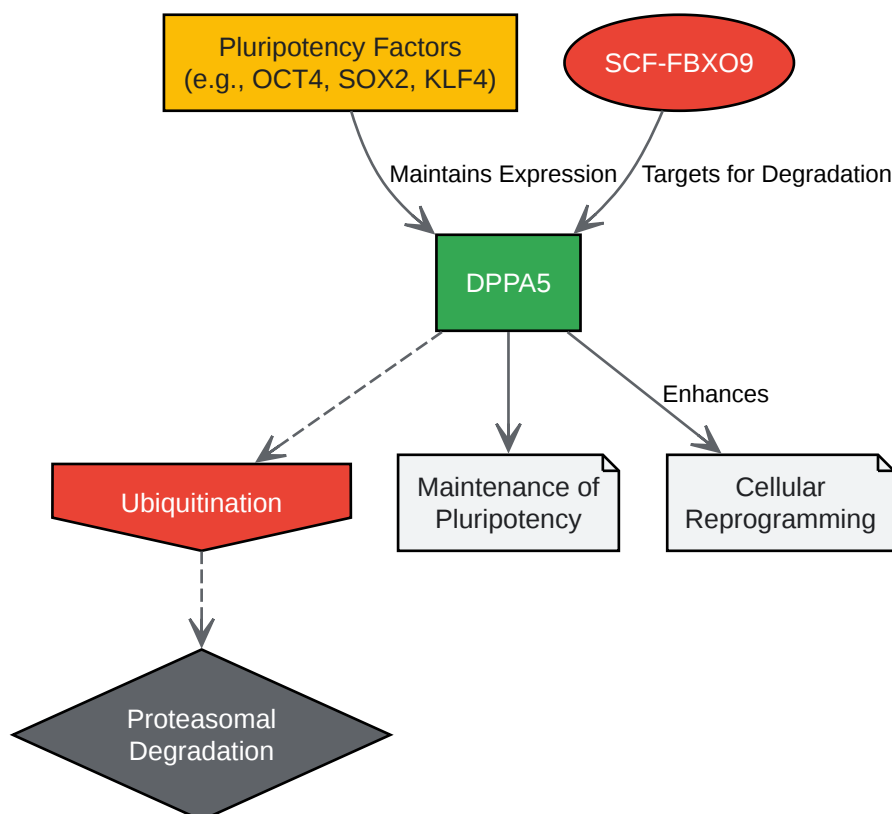 Pluripotency Factors
(e.g., OCT4, SOX2, KLF4)
SCF-FBXO9
Maintains Expression
Targets for Degradation
DPPA5
Enhances
Ubiquitination
Maintenance of
Pluripotency
Cellular
Reprogramming
Proteasomal
Degradation